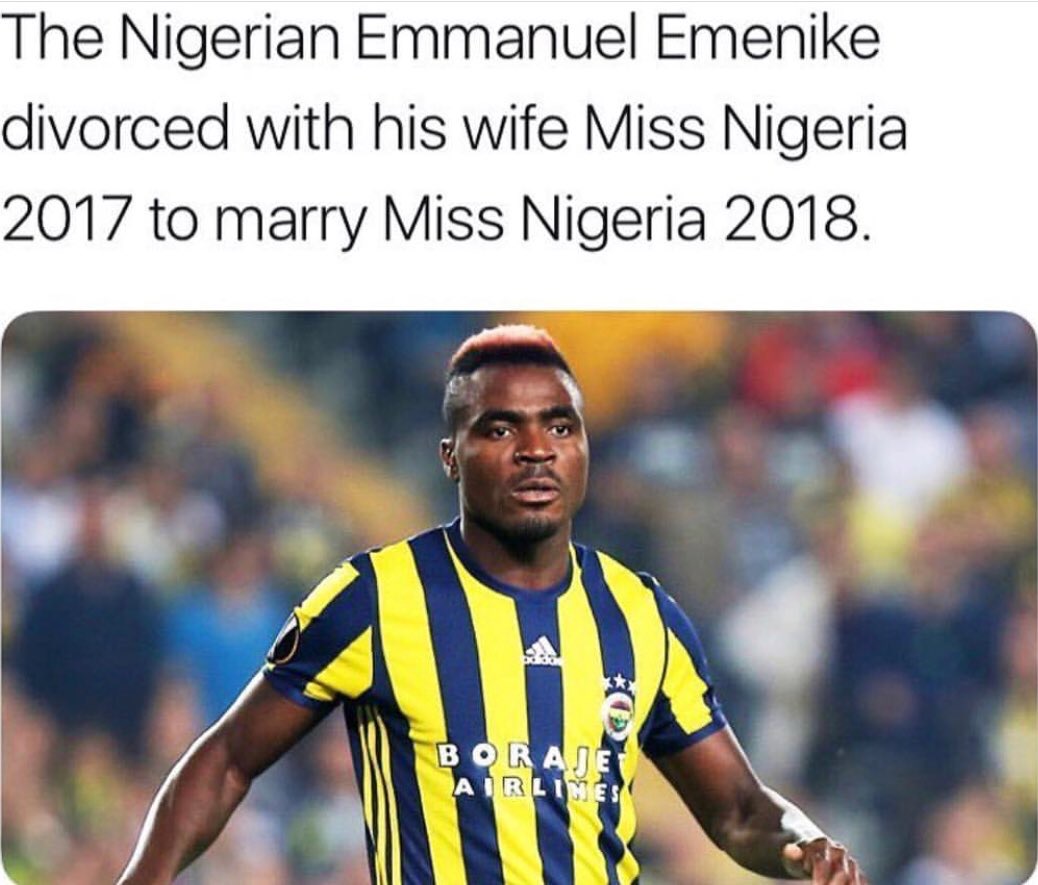 The Nigerian Emmanuel Emenike
divorced with his wife Miss Nigeria
2017 to marry Miss Nigeria 2018.
adidas
BORAJET
AIRLINES